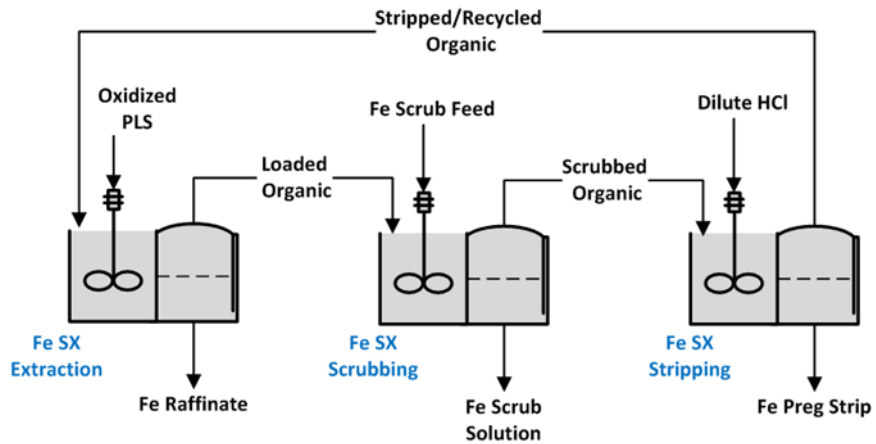 Stripped/Recycled
Organic
Oxidized
PLS
Fe Scrub Feed
Dilute HCl
Loaded
Organic
Scrubbed
Organic
Fe SX
Extraction
Fe SX
Scrubbing
Fe SX
Stripping
Fe Raffinate
Fe Scrub
Solution
Fe Preg Strip